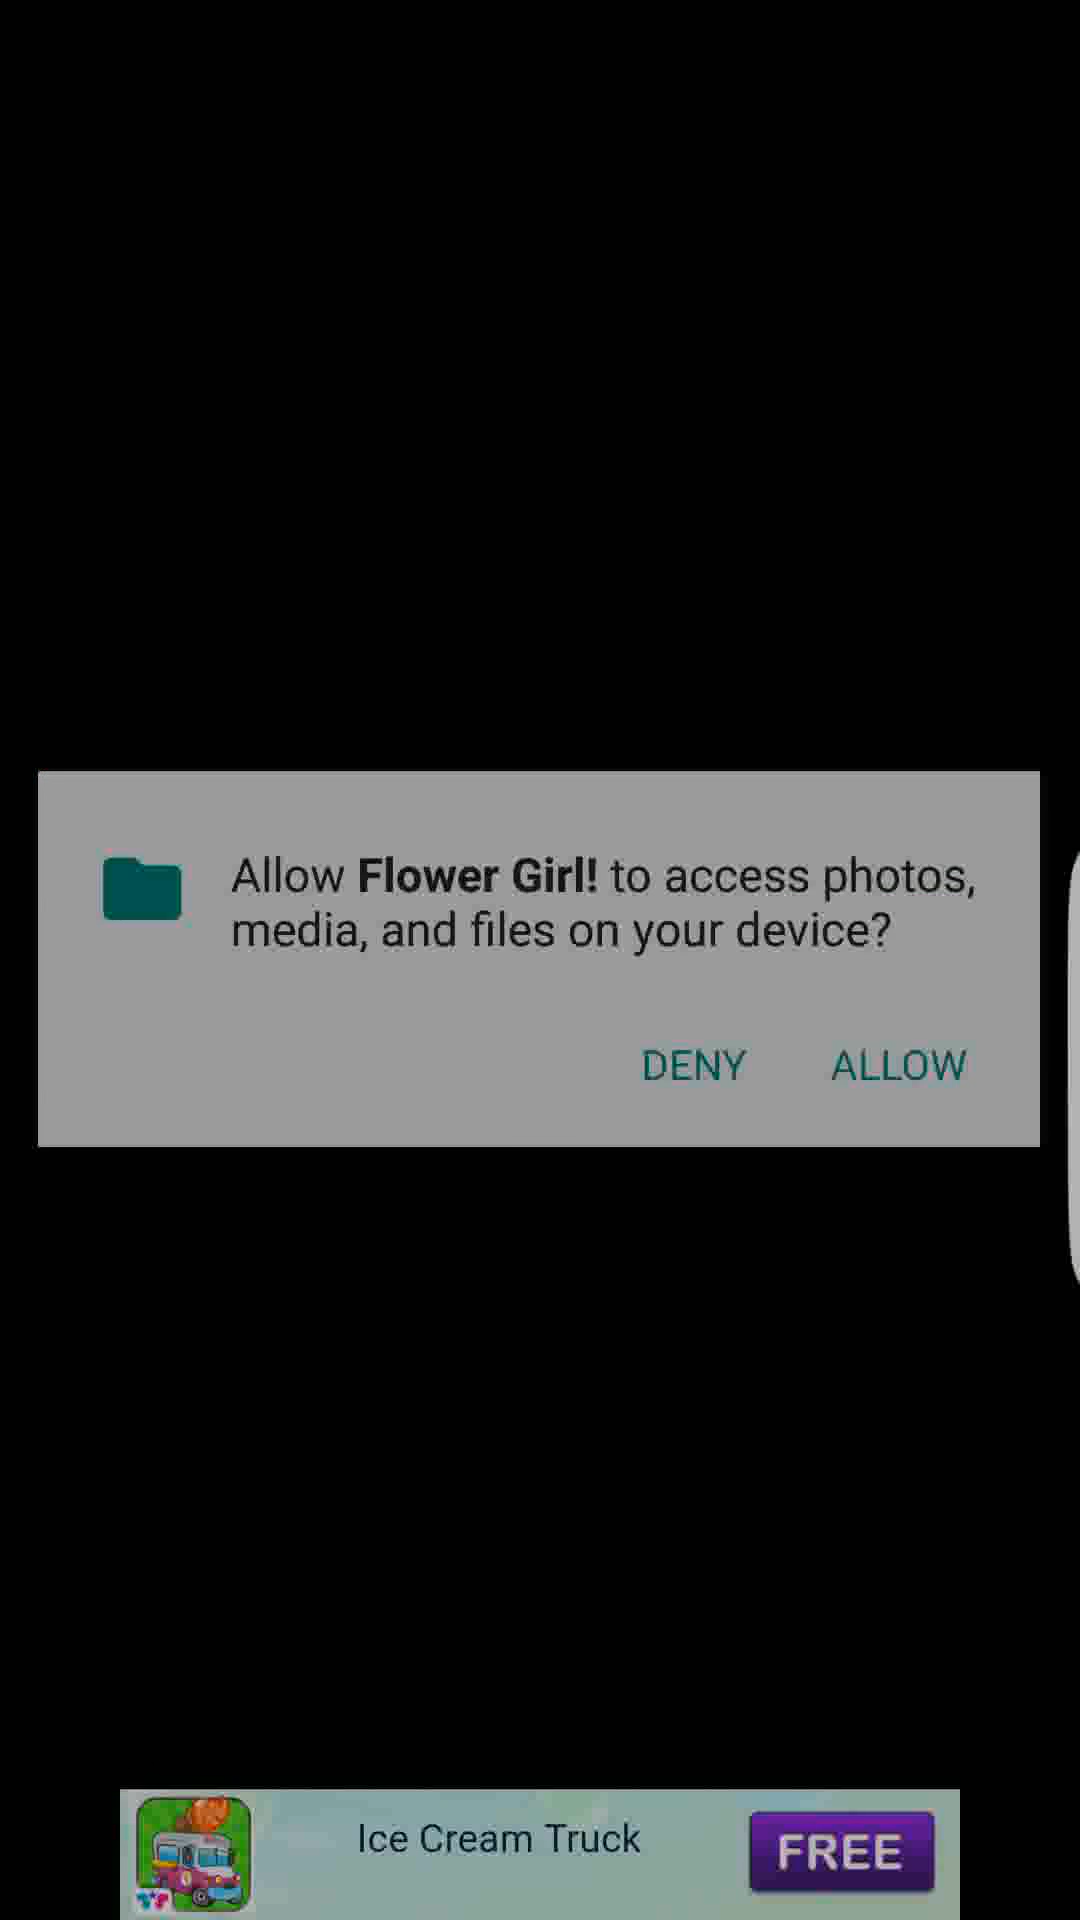 Allow Flower Girl! to access photos,
media, and files on your device?
DENY ALLOW
Ice Cream Truck
FREE